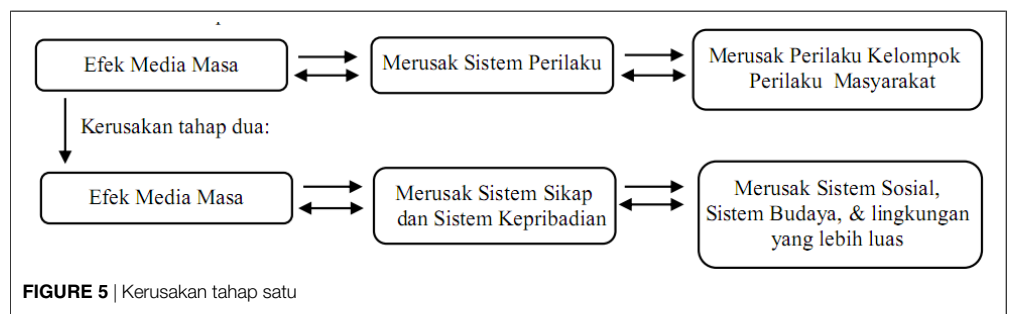 Efek Media Masa
Merusak Sistem Perilaku
Merusak Perilaku Kelompok
Perilaku Masyarakat
Kerusakan tahap dua:
Efek Media Masa
Merusak Sistem Sikap
dan Sistem Kepribadian
Merusak Sistem Sosial,
Sistem Budaya, & lingkungan
yang lebih luas
FIGURE 5 | Kerusakan tahap satu